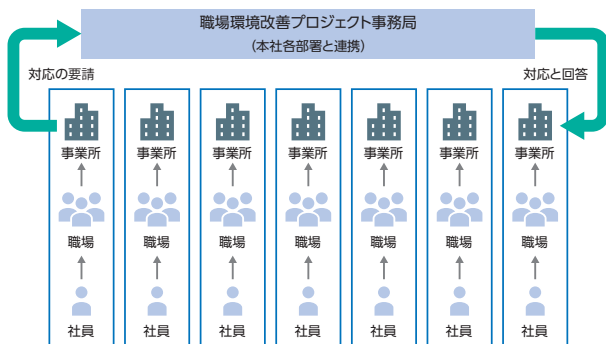 職場環境改善プロジェクト事務局
(本社各部署と連携)
対応の要請
対応と回答
事業所 事業所 事業所 事業所 事業所 事業所 事業所
職場 職場 職場 職場 職場 職場 職場
社員 社員 社員 社員 社員 社員 社員